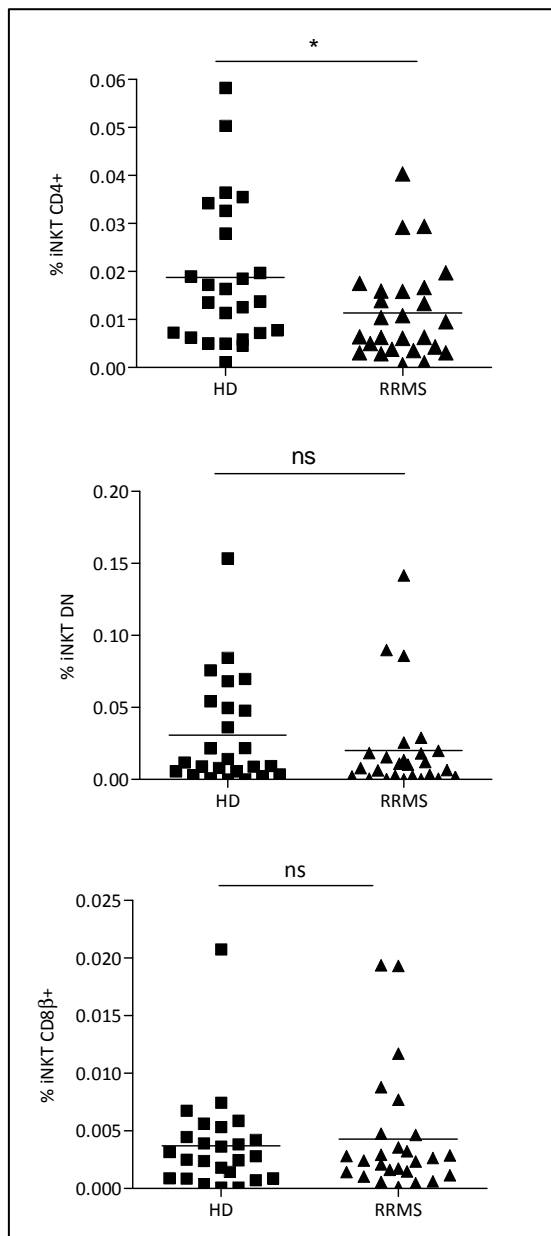 *
0.06
0.05
0.04
0.03
0.02
0.01
0.00
% iNKT CD4+
HD RRMS
ns
0.20
0.15
0.10
0.05
0.00
% iNKT DN
HD RRMS
ns
0.025
0.020
0.015
0.010
0.005
0.000
% iNKT CD8β+
HD RRMS